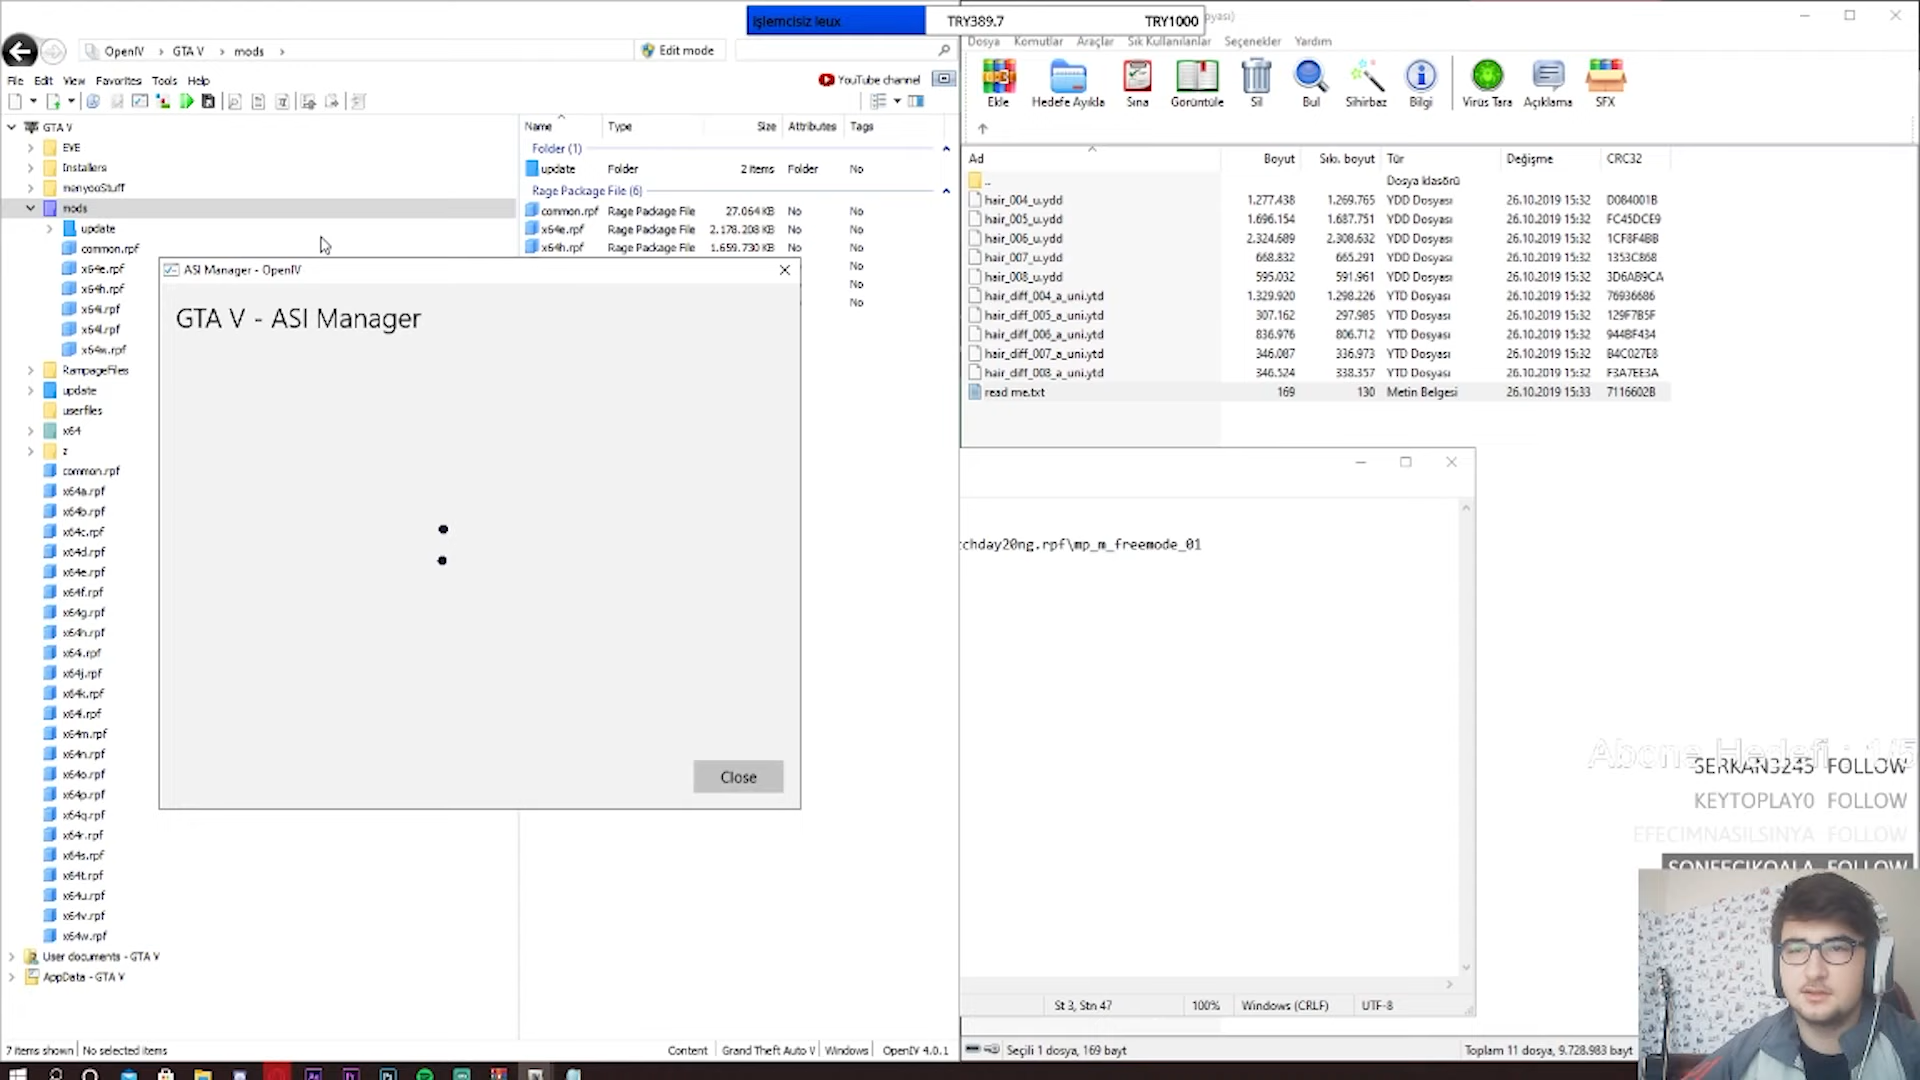 işlemcisiz leux TRY389.7 TRY1000
OpenIV GTA V mods Edit mode
File Edit View Favorites Tools Help YouTube channel
GTA V
EVE
Installers
menyooStuff
mods
update
common.rpf
x64e.rpf
x64h.rpf
x64i.rpf
x64l.rpf
RampageFiles
update
userfiles
x64
z
common.rpf
x64a.rpf
x64b.rpf
x64c.rpf
x64d.rpf
x64e.rpf
x64f.rpf
x64g.rpf
x64h.rpf
x64i.rpf
x64j.rpf
x64k.rpf
x64l.rpf
x64m.rpf
x64n.rpf
x64o.rpf
x64p.rpf
x64q.rpf
x64r.rpf
x64s.rpf
x64t.rpf
x64u.rpf
x64v.rpf
x64w.rpf
User documents - GTA V
AppData - GTA V
Name Type Size Attributes Tags
Folder (1)
update Folder 2 items Folder No
Rage Package File (6)
common.rpf Rage Package File 27.064 KB No No
x64e.rpf Rage Package File 2.178.208 KB No No
x64h.rpf Rage Package File 1.659.730 KB No No
No
No
No
ASI Manager - OpenIV
GTA V - ASI Manager
Close
7 items shown No selected items Content Grand Theft Auto V Windows OpenIV 4.0.1
Dosya Komutlar Araçlar Sık Kullanılanlar Seçenekler Yardım
Ekle Hedefe Ayıkla Sına Görüntüle Sil Bul Sihirbaz Bilgi Virüs Tara Açıklama SFX
Ad Boyut Sık. boyut Tür Değişme CRC32
.. Dosya klasörü
hair_004_u.ydd 1.277.438 1.269.765 YDD Dosyası 26.10.2019 15:32 D084001B
hair_005_u.ydd 1.696.154 1.687.751 YDD Dosyası 26.10.2019 15:32 FC45DCE9
hair_006_u.ydd 2.324.689 2.308.632 YDD Dosyası 26.10.2019 15:32 1CF8F4BB
hair_007_u.ydd 668.832 665.291 YDD Dosyası 26.10.2019 15:32 1353C868
hair_008_u.ydd 595.032 591.961 YDD Dosyası 26.10.2019 15:32 3D6AB9CA
hair_diff_004_a_uni.ytd 1.329.920 1.298.226 YTD Dosyası 26.10.2019 15:32 76936686
hair_diff_005_a_uni.ytd 307.162 297.985 YTD Dosyası 26.10.2019 15:32 129F7B5F
hair_diff_006_a_uni.ytd 836.976 806.712 YTD Dosyası 26.10.2019 15:32 944BF434
hair_diff_007_a_uni.ytd 346.087 336.973 YTD Dosyası 26.10.2019 15:32 B4C027E8
hair_diff_008_a_uni.ytd 346.524 338.357 YTD Dosyası 26.10.2019 15:32 F3A7EE3A
read me.txt 169 130 Metin Belgesi 26.10.2019 15:33 7116602B
tchday20ng.rpf\mp_m_freemode_01
St 3, Stn 47 100% Windows (CRLF) UTF-8
Seçili 1 dosya, 169 bayt Toplam 11 dosya, 9.728.983 bayt
Abone Hedefi : 1/5
SERKAN3245 FOLLOW
KEYTOPLAY0 FOLLOW
EFECIMNASILSINYA FOLLOW
SONEFCIKOALA FOLLOW